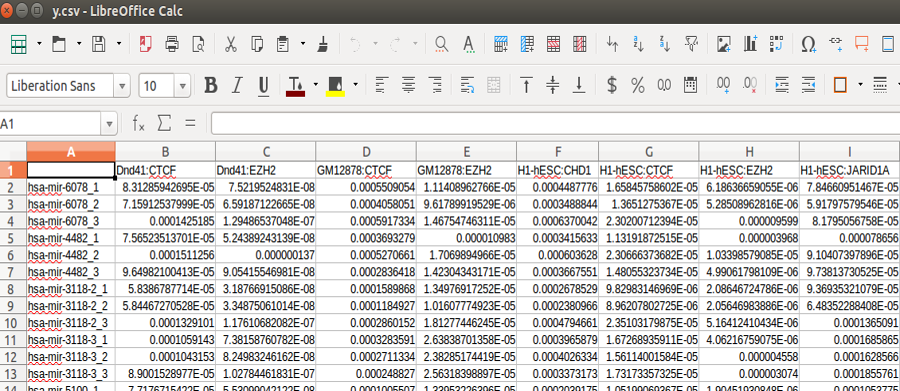 y.csv - LibreOffice Calc
Liberation Sans 10 B I T $ % 0,0
A1 fx Σ =
A B C D E F G H I
1 Dnd41:CTCF Dnd41:EZH2 GM12878:CTCF GM12878:EZH2 H1-hESC:CHD1 H1-hESC:CTCF H1-hESC:EZH2 H1-hESC:JARID1A
2 hsa-mir-6078_1 8.31285942695E-05 7.5219524831E-08 0.0005509054 1.11408962766E-05 0.0004487776 1.65845758602E-05 6.18636659055E-06 7.84660951467E-05
3 hsa-mir-6078_2 7.15912537999E-05 6.59187122665E-08 0.0004058051 9.61789919529E-06 0.0003488844 1.3651275367E-05 5.28508962816E-06 5.91797579546E-05
4 hsa-mir-6078_3 0.0001425185 1.29486537048E-07 0.0005917334 1.46754746311E-05 0.0006370042 2.30200712394E-05 0.000009599 8.1795056758E-05
5 hsa-mir-4482_1 7.56523513701E-05 5.24389243139E-08 0.0003693279 0.000010983 0.0003415633 1.13191872515E-05 0.000003968 0.000078656
6 hsa-mir-4482_2 0.0001511256 0.000000137 0.0005270661 1.7069894966E-05 0.000603628 2.30666373682E-05 1.03398579085E-05 9.10407397896E-05
7 hsa-mir-4482_3 9.64982100413E-05 9.05415546981E-08 0.0002836418 1.42304343171E-05 0.0003667551 1.48055323734E-05 4.99061798109E-06 9.73813730525E-05
8 hsa-mir-3118-2_1 5.8386787714E-05 3.18766915086E-08 0.0001589868 1.34976917252E-05 0.0002678529 9.82983146969E-06 2.08646724786E-06 9.36935321079E-05
9 hsa-mir-3118-2_2 5.84467270528E-05 3.34875061014E-08 0.0001184927 1.01607774923E-05 0.0002380966 8.96207802725E-06 2.05646983886E-06 6.48352288408E-05
10 hsa-mir-3118-2_3 0.0001329101 1.17610682082E-07 0.0002860152 1.81277446245E-05 0.0004794661 2.35103179875E-05 5.16412410434E-06 0.0001365091
11 hsa-mir-3118-3_1 0.0001059143 7.38158760782E-08 0.0003283591 2.63838701358E-05 0.0003965879 1.67268935911E-05 4.06216759075E-06 0.0001685865
12 hsa-mir-3118-3_2 0.0001043153 8.24983246162E-08 0.0002711334 2.38285174419E-05 0.0004026334 1.56114001584E-05 0.000004558 0.0001628566
13 hsa-mir-3118-3_3 8.9001528977E-05 1.02784461831E-07 0.000248827 2.56318398897E-05 0.0003373173 1.73173357325E-05 0.000003074 0.0001855761